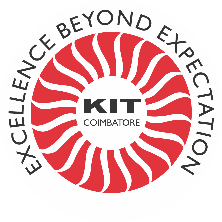 EXCELLENCE BEYOND EXPECTATION
KIT
COIMBATORE